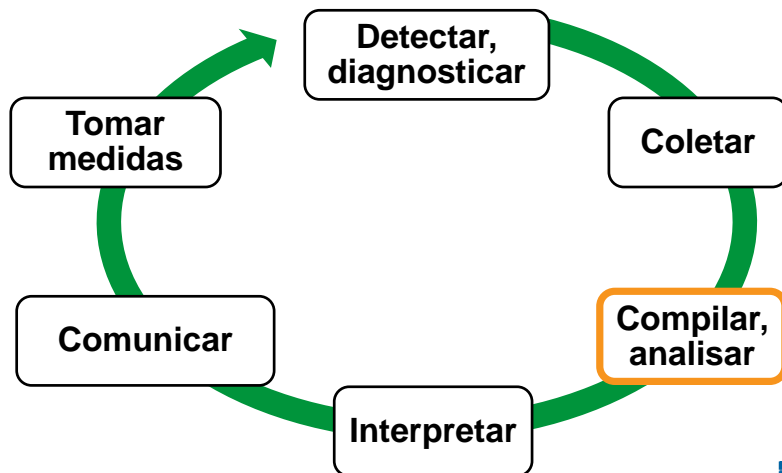 Detectar,
diagnosticar
Coletar
Compilar,
analisar
Interpretar
Comunicar
Tomar
medidas